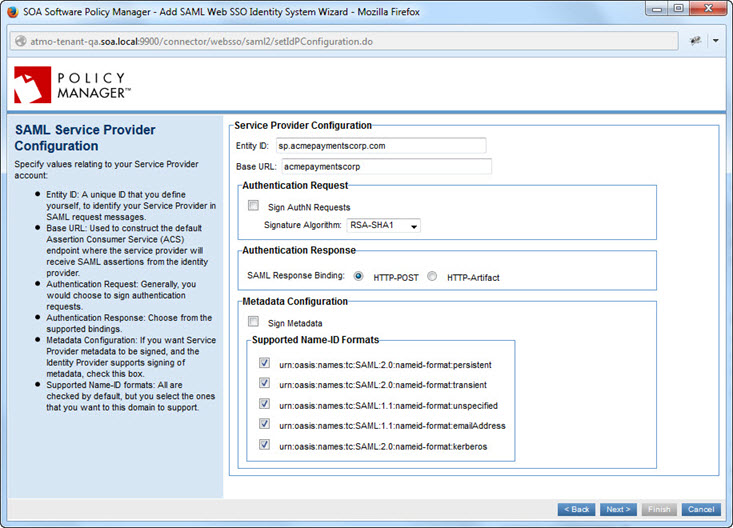 SOA Software Policy Manager - Add SAML Web SSO Identity System Wizard - Mozilla Firefox
atmo-tenant-qa.soa.local:9900/connector/websso/saml2/setIdPConfiguration.do
POLICY
MANAGER™
SAML Service Provider
Configuration
Specify values relating to your Service Provider
account:
● Entity ID: A unique ID that you define
yourself, to identify your Service Provider in
SAML request messages.
● Base URL: Used to construct the default
Assertion Consumer Service (ACS)
endpoint where the service provider will
receive SAML assertions from the identity
provider.
● Authentication Request: Generally, you
would choose to sign authentication
requests.
● Authentication Response: Choose from the
supported bindings.
● Metadata Configuration: If you want Service
Provider metadata to be signed, and the
Identity Provider supports signing of
metadata, check this box.
● Supported Name-ID formats: All are
checked by default, but you select the ones
that you want to this domain to support.
Service Provider Configuration
Entity ID: sp.acmepaymentscorp.com
Base URL: acmepaymentscorp
Authentication Request
Sign AuthN Requests
Signature Algorithm: RSA-SHA1
Authentication Response
SAML Response Binding: HTTP-POST HTTP-Artifact
Metadata Configuration
Sign Metadata
Supported Name-ID Formats
urn:oasis:names:tc:SAML:2.0:nameid-format:persistent
urn:oasis:names:tc:SAML:2.0:nameid-format:transient
urn:oasis:names:tc:SAML:1.1:nameid-format:unspecified
urn:oasis:names:tc:SAML:1.1:nameid-format:emailAddress
urn:oasis:names:tc:SAML:2.0:nameid-format:kerberos
< Back Next > Finish Cancel